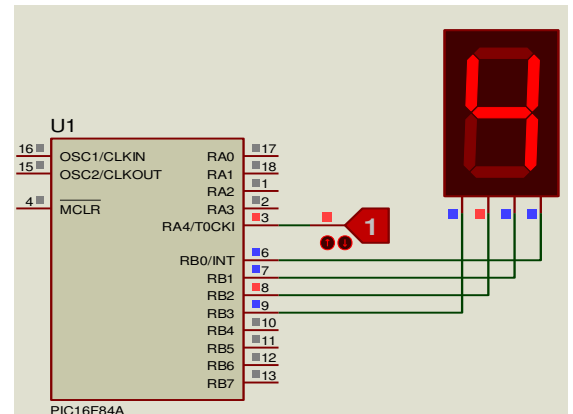 U1
16 OSC1/CLKIN RA0 17
15 OSC2/CLKOUT RA1 18
RA2 1
4 MCLR RA3 2
RA4/T0CKI 3 1
RB0/INT 6
RB1 7
RB2 8
RB3 9
RB4 10
RB5 11
RB6 12
RB7 13
PIC16F84A
4